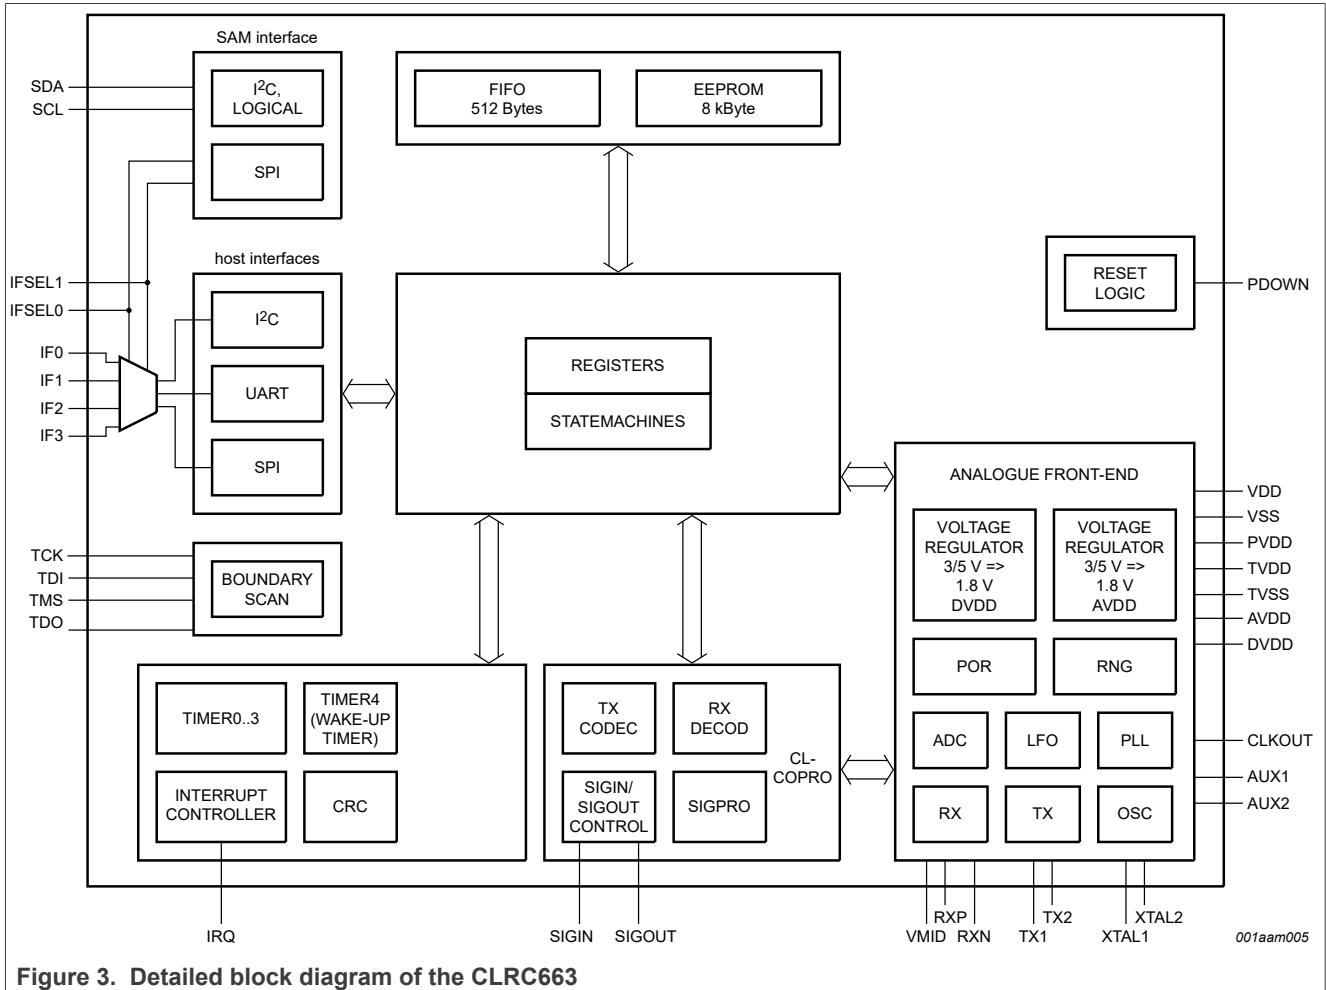 SAM interface
SDA
SCL
I2C,
LOGICAL
SPI
FIFO
512 Bytes
EEPROM
8 kByte
host interfaces
IFSEL1
IFSEL0
IF0
IF1
IF2
IF3
I2C
UART
SPI
REGISTERS
STATEMACHINES
RESET
LOGIC
PDOWN
TCK
TDI
TMS
TDO
BOUNDARY
SCAN
ANALOGUE FRONT-END
VOLTAGE
REGULATOR
3/5 V =>
1.8 V
DVDD
VOLTAGE
REGULATOR
3/5 V =>
1.8 V
AVDD
POR
RNG
ADC
LFO
PLL
RX
TX
OSC
VDD
VSS
PVDD
TVDD
TVSS
AVDD
DVDD
CLKOUT
AUX1
AUX2
TIMER0..3
TIMER4
(WAKE-UP
TIMER)
INTERRUPT
CONTROLLER
CRC
TX
CODEC
RX
DECOD
CL-
COPRO
SIGIN/
SIGOUT
CONTROL
SIGPRO
IRQ
SIGIN
SIGOUT
VMID
RXP
RXN
TX1
TX2
XTAL1
XTAL2
001aam005
Figure 3. Detailed block diagram of the CLRC663